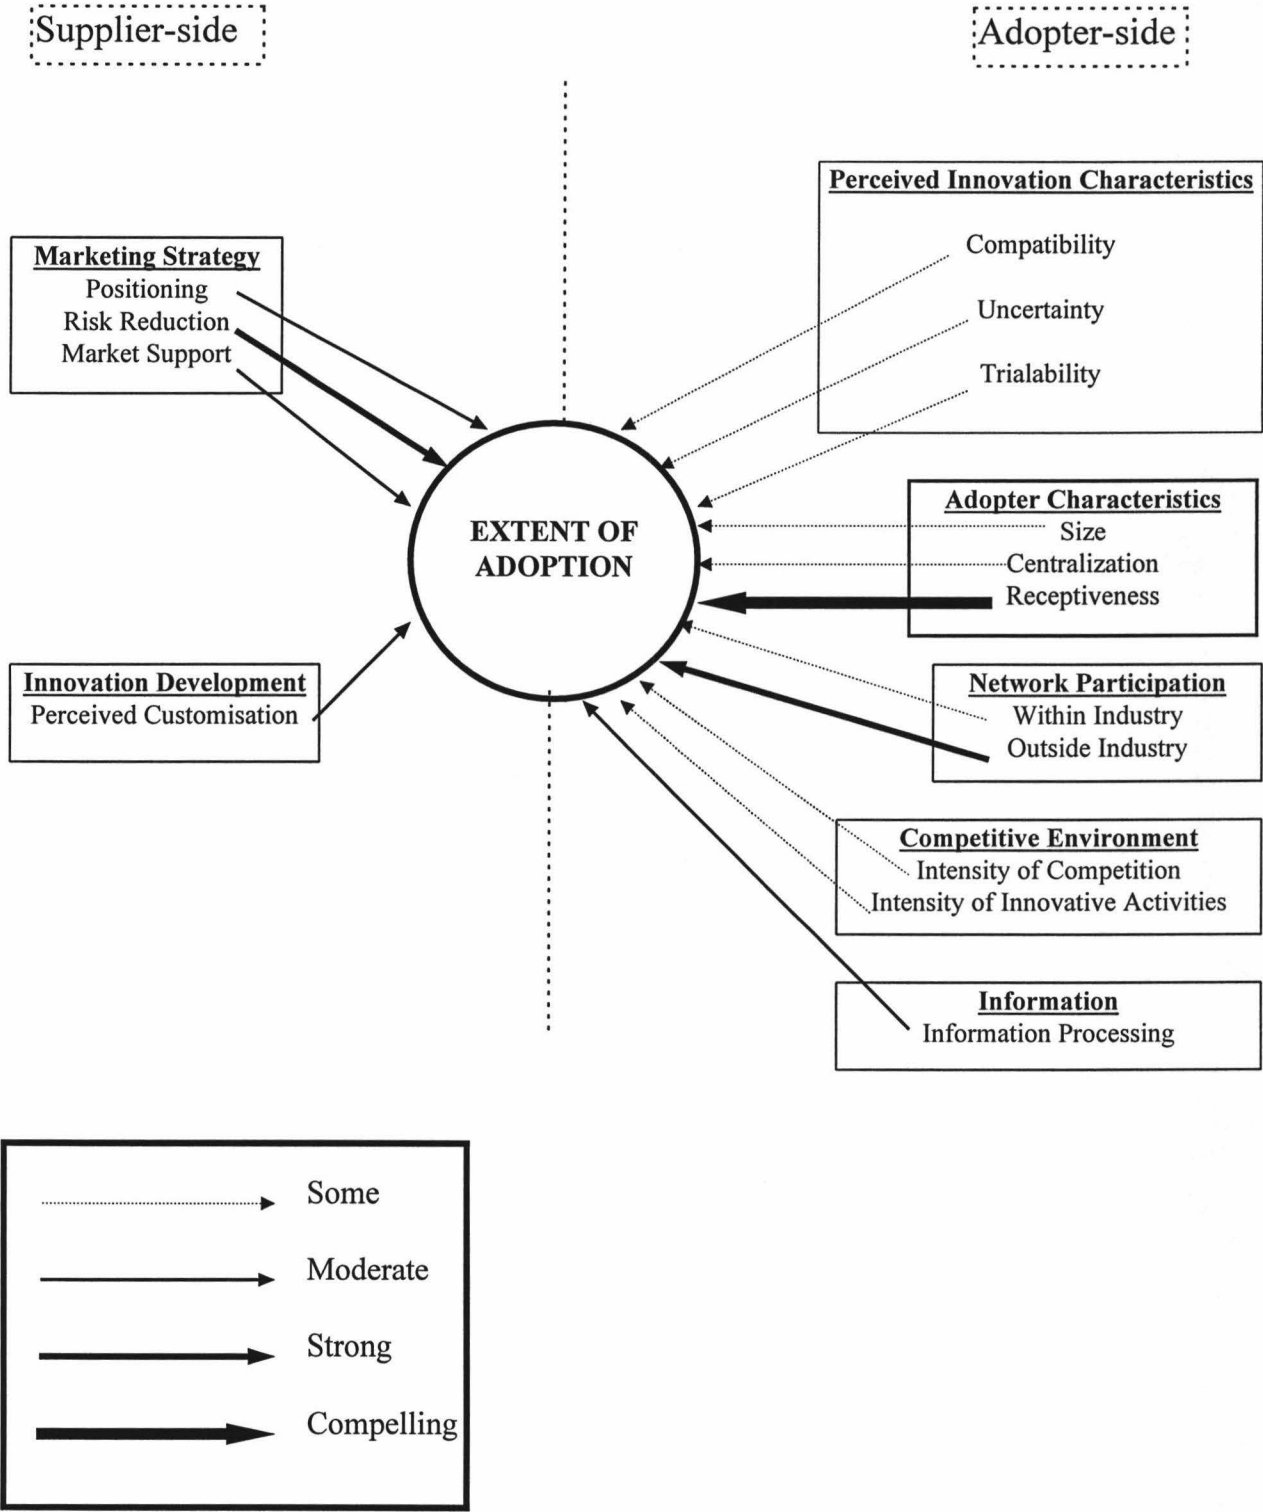 Supplier-side
Adopter-side
Perceived Innovation Characteristics
Compatibility
Uncertainty
Trialability
Marketing Strategy
Positioning
Risk Reduction
Market Support
EXTENT OF
ADOPTION
Adopter Characteristics
Size
Centralization
Receptiveness
Innovation Development
Perceived Customisation
Network Participation
Within Industry
Outside Industry
Competitive Environment
Intensity of Competition
Intensity of Innovative Activities
Information
Information Processing
Some
Moderate
Strong
Compelling